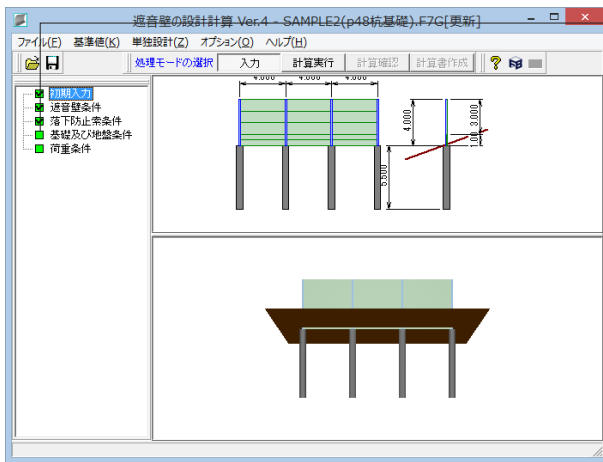 遮音壁の設計計算 Ver.4 - SAMPLE2(p48杭基礎).F7G[更新]
ファイル(F) 基準値(K) 単独設計(Z) オプション(O) ヘルプ(H)
処理モードの選択 入力 計算実行 計算確認 計算書作成
初期入力
遮音壁条件
落下防止索条件
基礎及び地盤条件
荷重条件
4.000 4.000 4.000
4.000 3.000
1.00
5.500